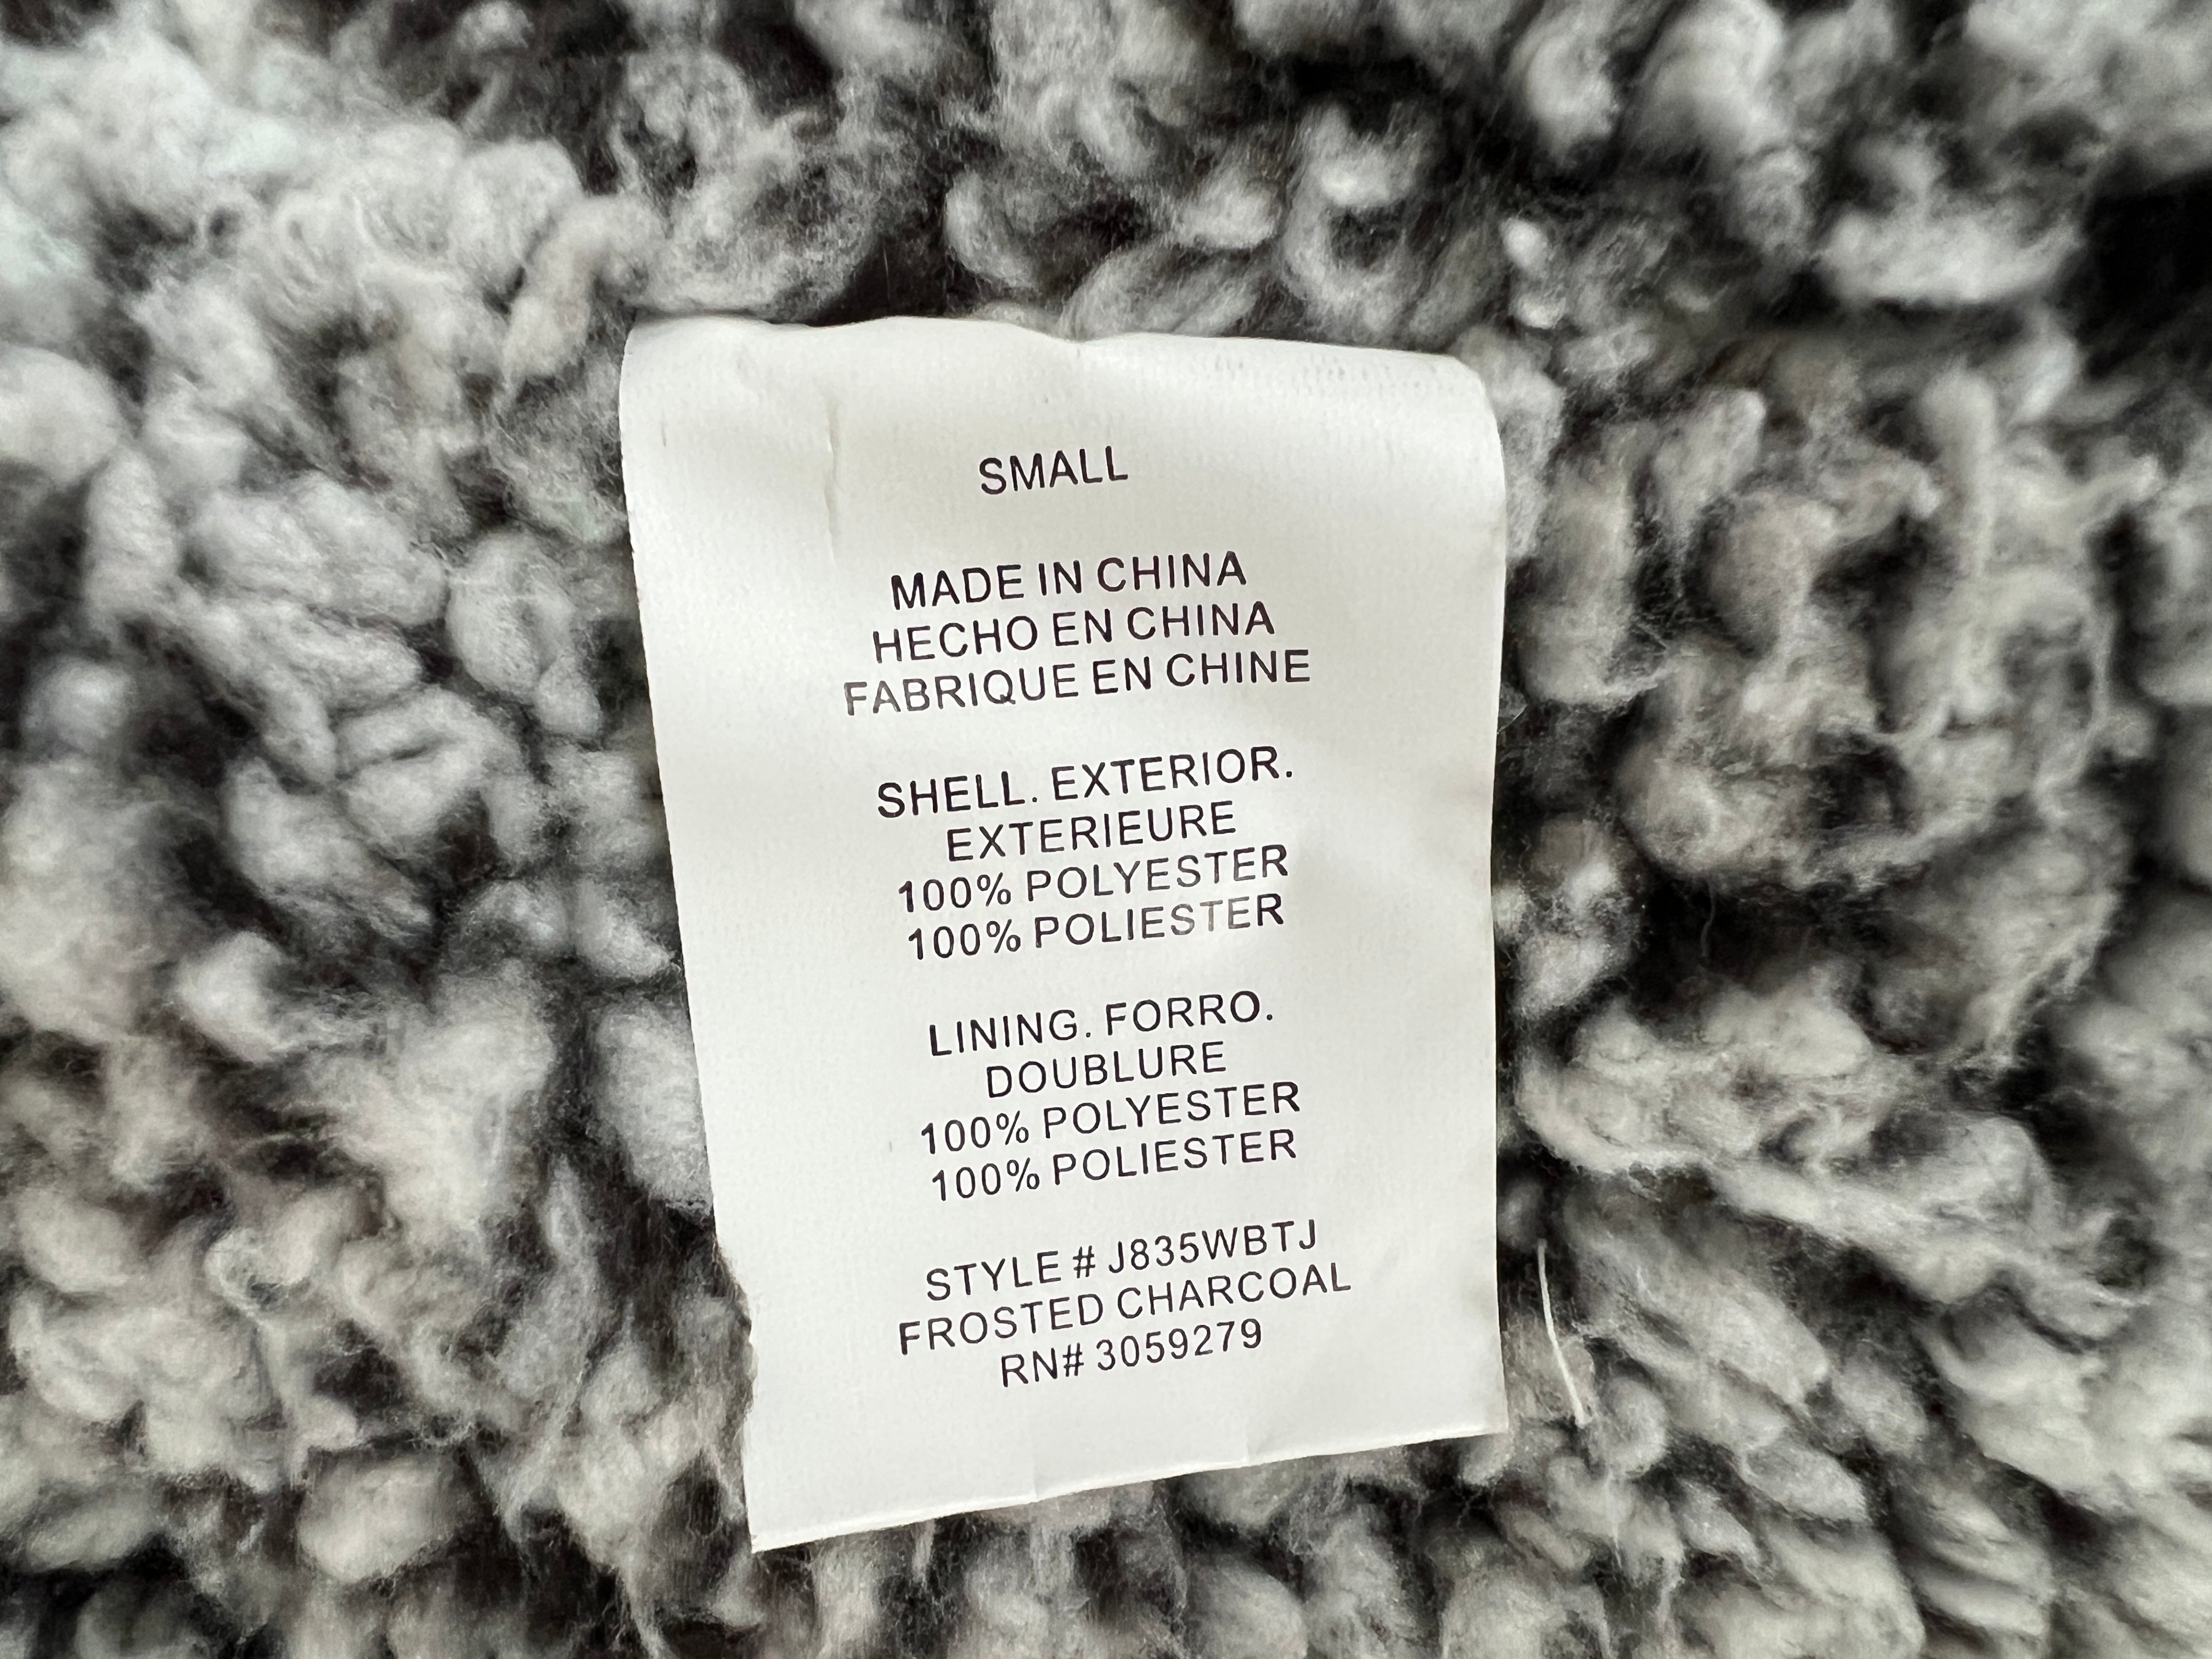 SMALL
MADE IN CHINA
HECHO EN CHINA
FABRIQUE EN CHINE
SHELL. EXTERIOR.
EXTERIEURE
100% POLYESTER
100% POLIESTER
LINING. FORRO.
DOUBLURE
100% POLYESTER
100% POLIESTER
STYLE # J835WBTJ
FROSTED CHARCOAL
RN# 3059279